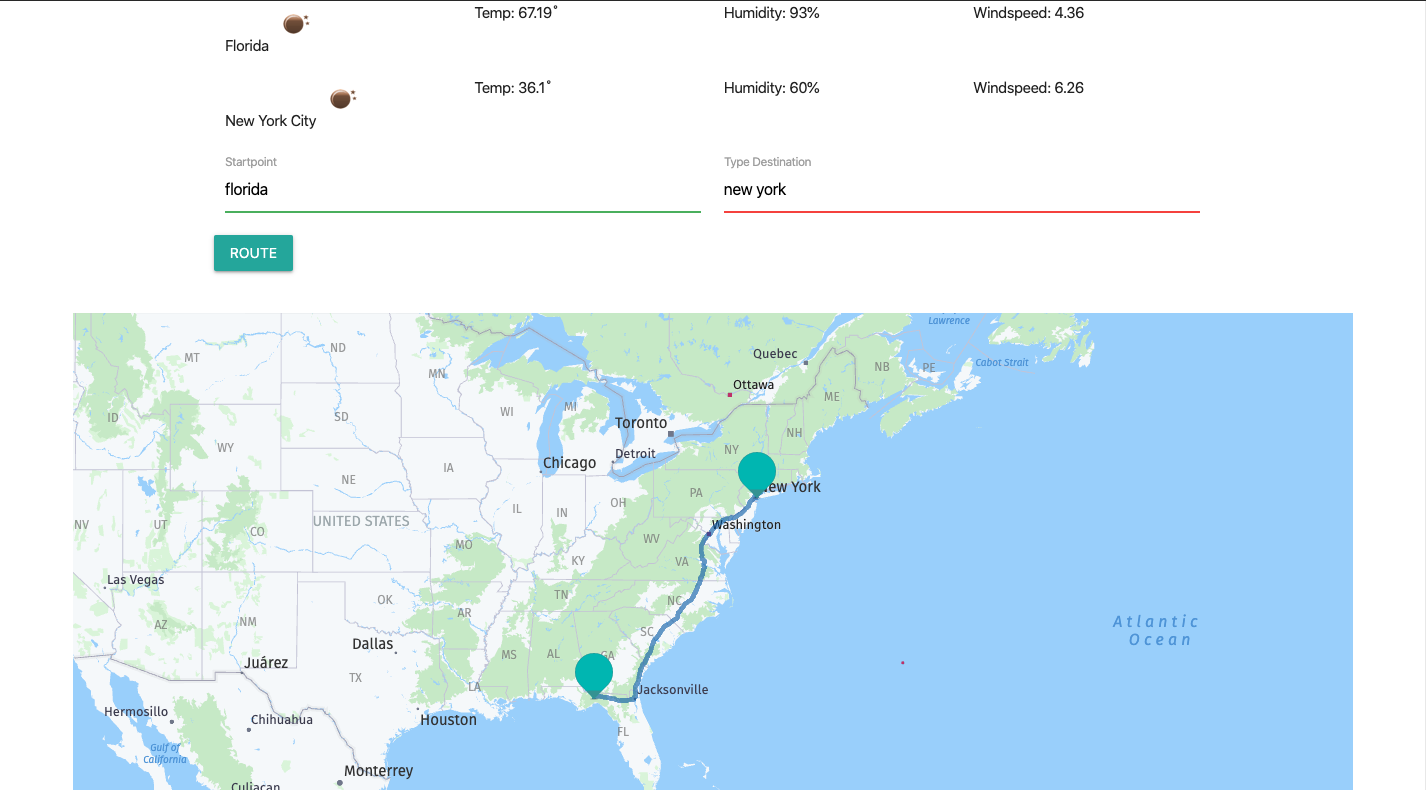 Temp: 67.19° Humidity: 93% Windspeed: 4.36
Florida
Temp: 36.1° Humidity: 60% Windspeed: 6.26
New York City
Startpoint Type Destination
florida new york
ROUTE
Lawrence
Quebec
Cabot Strait
NB
PE
MT
ND
MN
Ottawa
ME
ID
SD
WI
MI
Toronto
NH
WY
NY
Detroit
Chicago
IA
NE
ew York
PA
OH
IL
IN
NV
UT
CO
UNITED STATES
Washington
WV
MO
KY
VA
Las Vegas
OK
TN
NC
AR
AZ
NM
Atlantic
Ocean
SC
Dallas
MS
AL
GA
Juárez
TX
LA
Jacksonville
Hermosillo
Chihuahua
Houston
FL
Gulf of
California
Monterrey
Culiacan